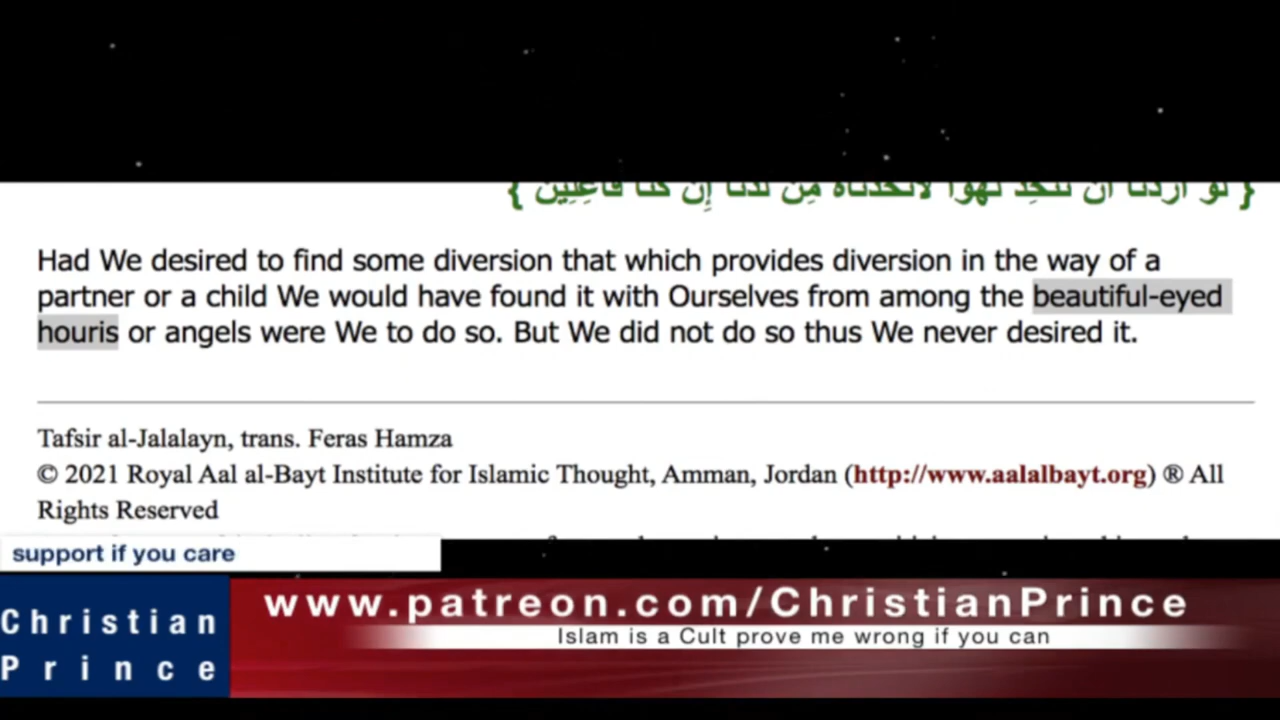 Had We desired to find some diversion that which provides diversion in the way of a
partner or a child We would have found it with Ourselves from among the beautiful-eyed
houris or angels were We to do so. But We did not do so thus We never desired it.
Tafsir al-Jalalayn, trans. Feras Hamza
© 2021 Royal Aal al-Bayt Institute for Islamic Thought, Amman, Jordan (http://www.aalalbayt.org) ® All
Rights Reserved
support if you care
Christian
Prince
www.patreon.com/ChristianPrince
Islam is a Cult prove me wrong if you can